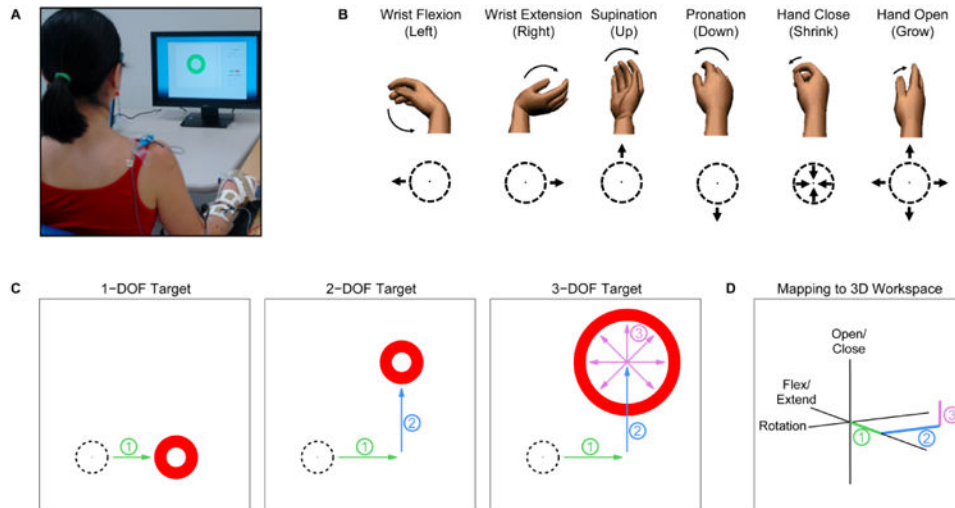 A
B
Wrist Flexion
(Left)
Wrist Extension
(Right)
Supination
(Up)
Pronation
(Down)
Hand Close
(Shrink)
Hand Open
(Grow)
C
1−DOF Target
1
2−DOF Target
1
2
3−DOF Target
1
2
3
D
Mapping to 3D Workspace
Open/
Close
Flex/
Extend
Rotation
1
2
3